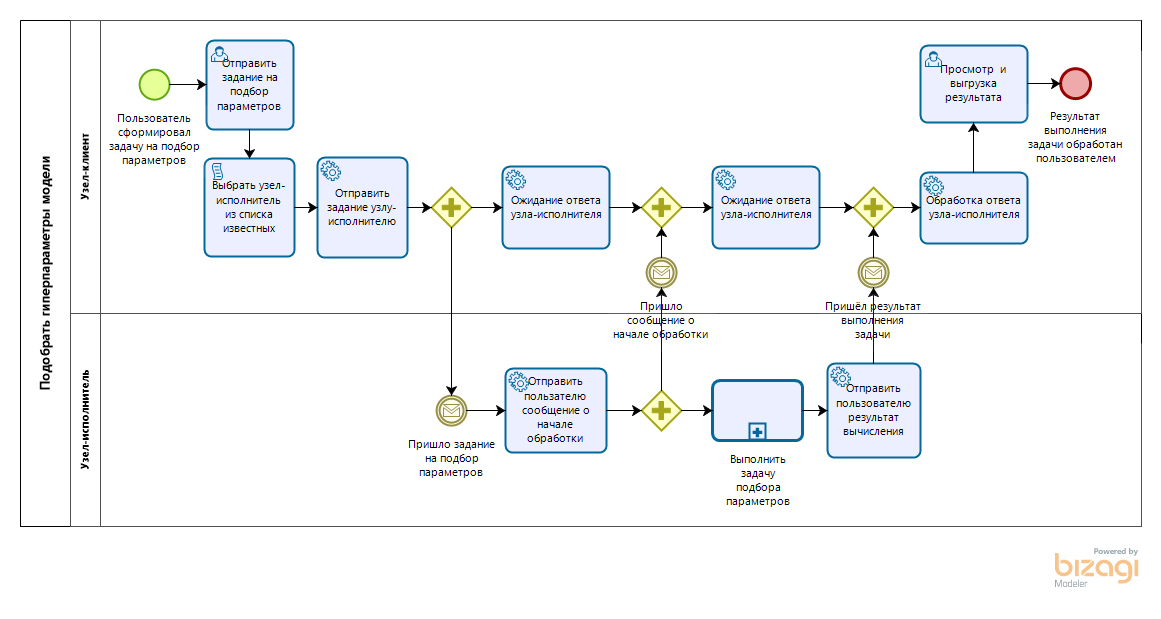 Подобрать гиперпараметры модели
Узел-клиент
Пользователь
сформировал
задачу на подбор
параметров
Отправить
задание на
подбор
параметров
Выбрать узел-
исполнитель
из списка
известных
Отправить
задание узлу-
исполнителю
Ожидание ответа
узла-исполнителя
Пришло
сообщение о
начале обработки
Ожидание ответа
узла-исполнителя
Пришёл результат
выполнения
задачи
Обработка ответа
узла-исполнителя
Просмотр и
выгрузка
результата
Результат
выполнения
задачи обработан
пользователем
Узел-исполнитель
Пришло задание
на подбор
параметров
Отправить
пользателю
сообщение о
начале
обработки
Выполнить
задачу
подбора
параметров
Отправить
пользователю
результат
вычисления
Powered by
bizagi
Modeler